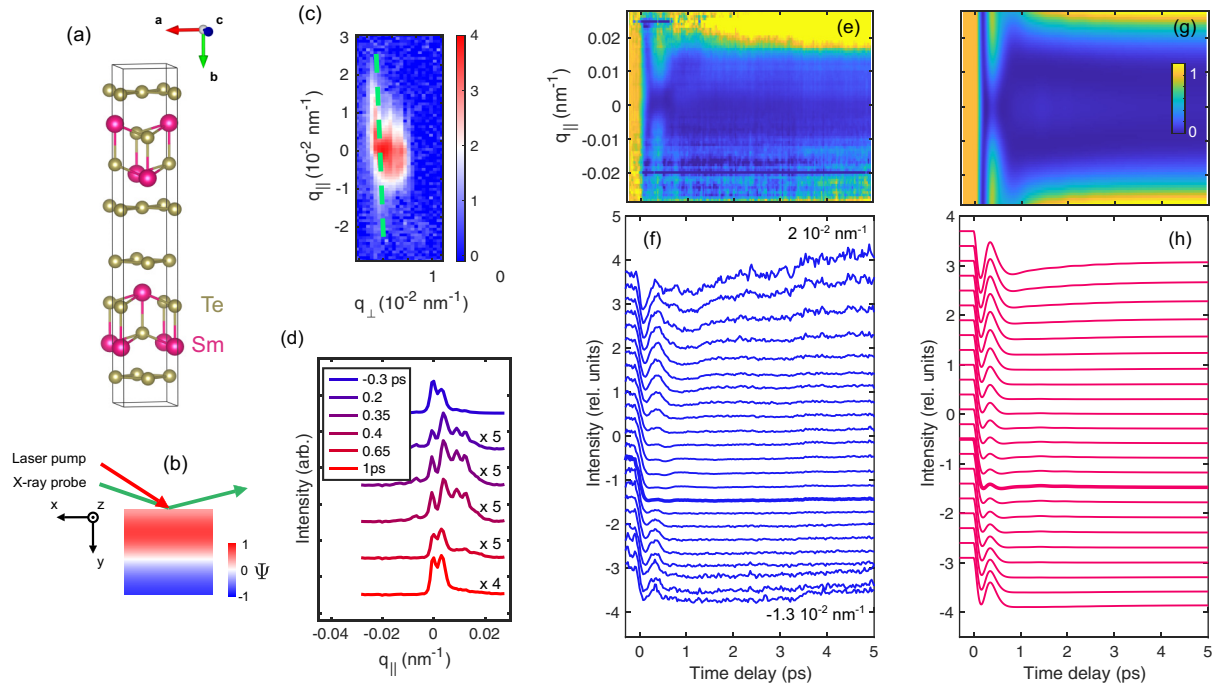 (a)
a
c
b
Te
Sm
(b)
Laser pump
X-ray probe
x
z
y
1
0
-1
Ψ
(c)
3
2
1
0
-1
-2
q|| (10-2 nm-1)
1
0
q⊥ (10-2 nm-1)
4
3
2
1
0
(d)
-0.3 ps
0.2
0.35
0.4
0.65
1ps
x 5
x 5
x 5
x 5
x 4
Intensity (arb.)
-0.04
-0.02
0
0.02
q|| (nm-1)
(e)
0.02
0.01
0
-0.01
-0.02
q|| (nm-1)
(f)
2 10-2 nm-1
-1.3 10-2 nm-1
5
4
3
2
1
0
-1
-2
-3
-4
Intensity (rel. units)
0
1
2
3
4
5
Time delay (ps)
(g)
1
0
(h)
3
2
1
0
-1
-2
-3
-4
Intensity (rel. units)
0
1
2
3
4
5
Time delay (ps)